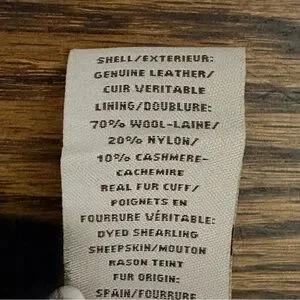 SHELL/EXTERIEUR:
GENUINE LEATHER/
CUIR VERITABLE
LINING/DOUBLURE:
70% WOOL-LAINE/
20% NYLON/
10% CASHMERE-
CACHEMIRE
REAL FUR CUFF/
POIGNETS EN
FOURRURE VÉRITABLE:
DYED SHEARLING
SHEEPSKIN/MOUTON
RASON TEINT
FUR ORIGIN:
SPAIN/FOURRURE